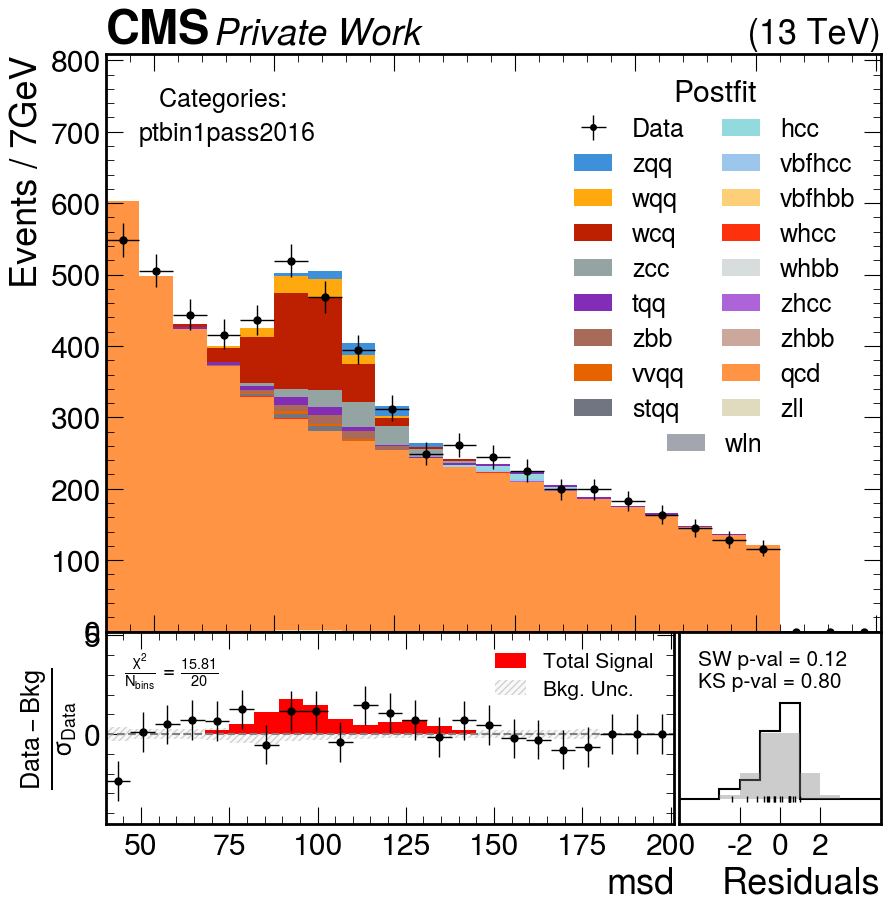 CMS Private Work (13 TeV)
Events / 7GeV
800
700
600
500
400
300
200
100
0
Categories:
ptbin1pass2016
Postfit
Data hcc
zqq vbfhcc
wqq vbfhbb
wcq whcc
zcc whbb
tqq zhcc
zbb zhbb
vvqq qcd
stqq zll
wln
Data – Bkg
σData
5
0
χ²
Nbins
= 15.81
20
Total Signal
Bkg. Unc.
SW p-val = 0.12
KS p-val = 0.80
50 75 100 125 150 175 200 -2 0 2
msd Residuals